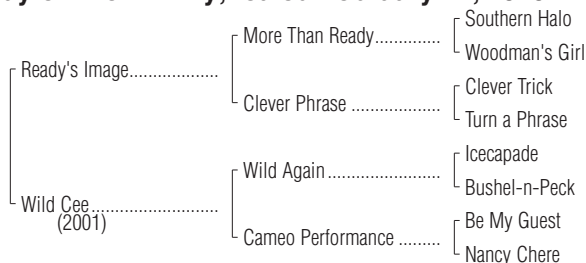 Southern Halo
More Than Ready..............
Woodman's Girl
Ready's Image..................
Clever Trick
Clever Phrase ..................
Turn a Phrase
Icecapade
Wild Again ......................
Bushel-n-Peck
Wild Cee..........................
(2001)
Be My Guest
Cameo Performance .........
Nancy Chere